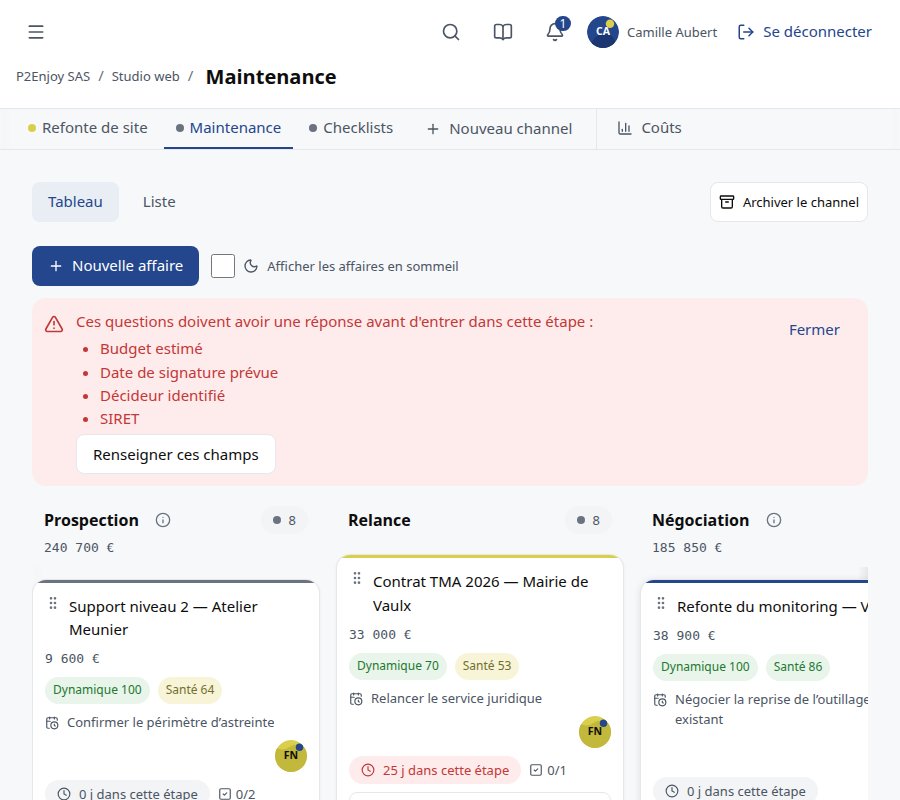 1
CA
Camille Aubert
Se déconnecter
P2Enjoy SAS / Studio web / Maintenance
Refonte de site
Maintenance
Checklists
Nouveau channel
Coûts
Tableau
Liste
Archiver le channel
Nouvelle affaire
Afficher les affaires en sommeil
Ces questions doivent avoir une réponse avant d'entrer dans cette étape :
Fermer
Budget estimé
Date de signature prévue
Décideur identifié
SIRET
Renseigner ces champs
Prospection
8
240 700 €
Support niveau 2 — Atelier
Meunier
9 600 €
Dynamique 100
Santé 64
Confirmer le périmètre d’astreinte
FN
0 j dans cette étape
0/2
Relance
8
Contrat TMA 2026 — Mairie de
Vaulx
33 000 €
Dynamique 70
Santé 53
Relancer le service juridique
FN
25 j dans cette étape
0/1
Négociation
185 850 €
Refonte du monitoring — V
38 900 €
Dynamique 100
Santé 86
Négocier la reprise de l’outillage
existant
0 j dans cette étape